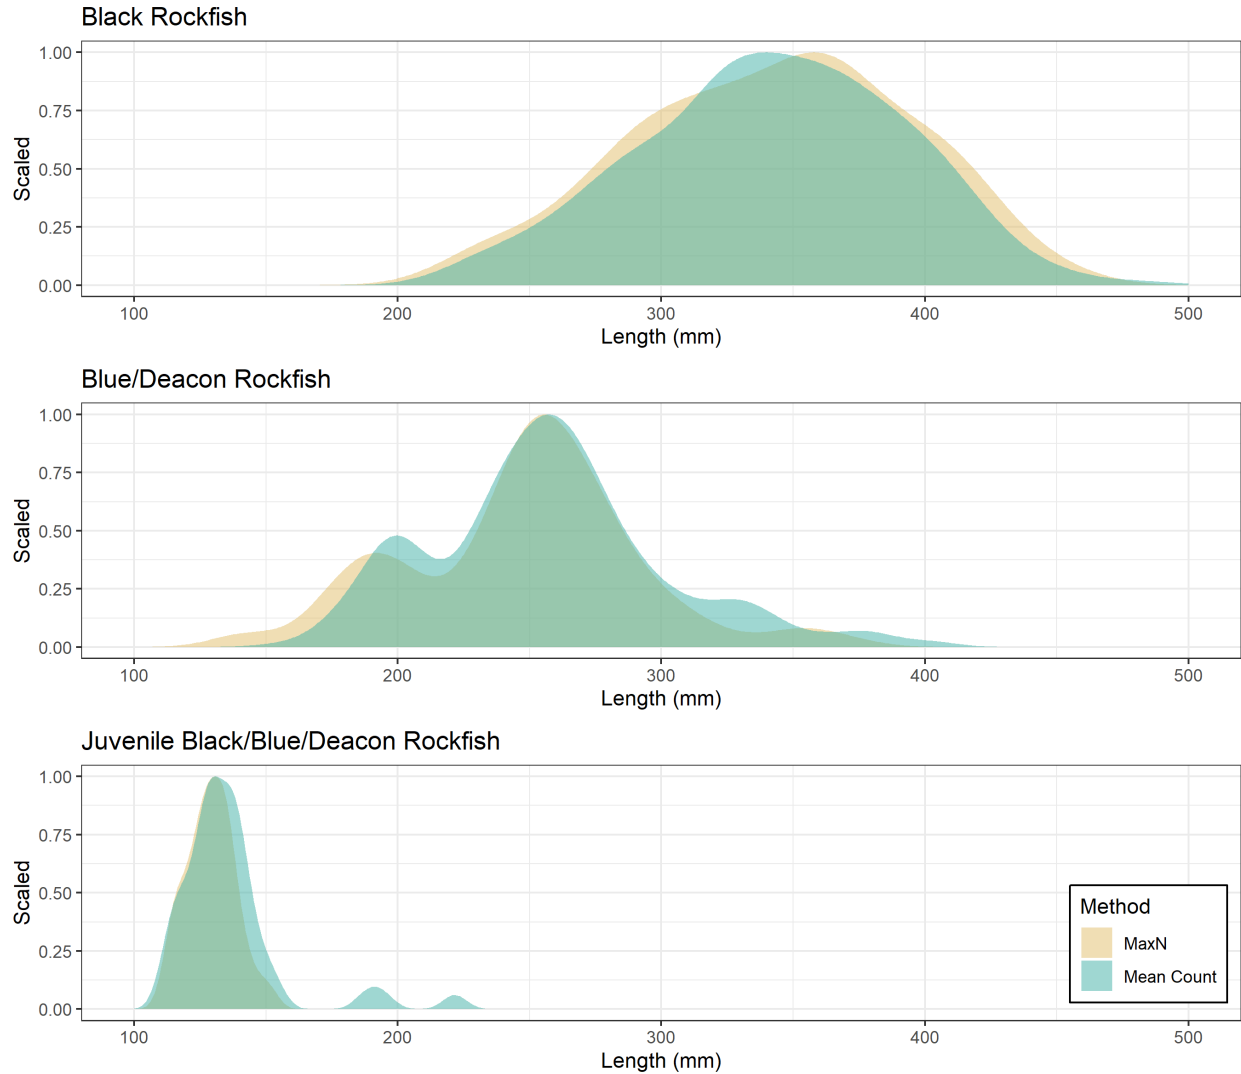 Black Rockfish
1.00
0.75
0.50
0.25
0.00
Scaled
100 200 300 400 500
Length (mm)
Blue/Deacon Rockfish
1.00
0.75
0.50
0.25
0.00
Scaled
100 200 300 400 500
Length (mm)
Juvenile Black/Blue/Deacon Rockfish
1.00
0.75
0.50
0.25
0.00
Scaled
100 200 300 400 500
Length (mm)
Method
MaxN
Mean Count